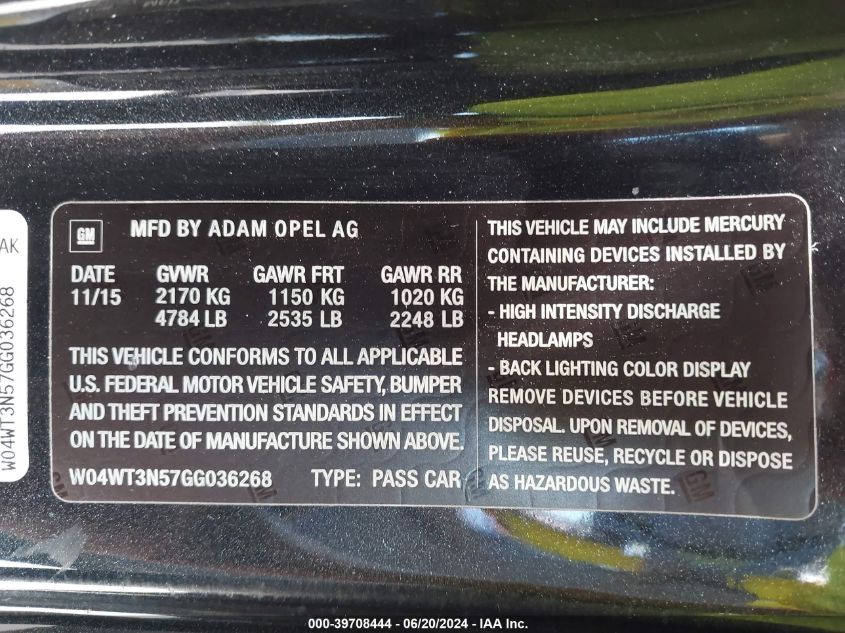 AK
W04WT3N57GG036268
GM MFD BY ADAM OPEL AG
DATE GVWR GAWR FRT GAWR RR
11/15 2170 KG 1150 KG 1020 KG
4784 LB 2535 LB 2248 LB
THIS VEHICLE CONFORMS TO ALL APPLICABLE
U.S. FEDERAL MOTOR VEHICLE SAFETY, BUMPER
AND THEFT PREVENTION STANDARDS IN EFFECT
ON THE DATE OF MANUFACTURE SHOWN ABOVE.
W04WT3N57GG036268 TYPE: PASS CAR
THIS VEHICLE MAY INCLUDE MERCURY
CONTAINING DEVICES INSTALLED BY
THE MANUFACTURER:
- HIGH INTENSITY DISCHARGE
HEADLAMPS
- BACK LIGHTING COLOR DISPLAY
REMOVE DEVICES BEFORE VEHICLE
DISPOSAL. UPON REMOVAL OF DEVICES,
PLEASE REUSE, RECYCLE OR DISPOSE
AS HAZARDOUS WASTE.
000-39708444 - 06/20/2024 - IAA Inc.